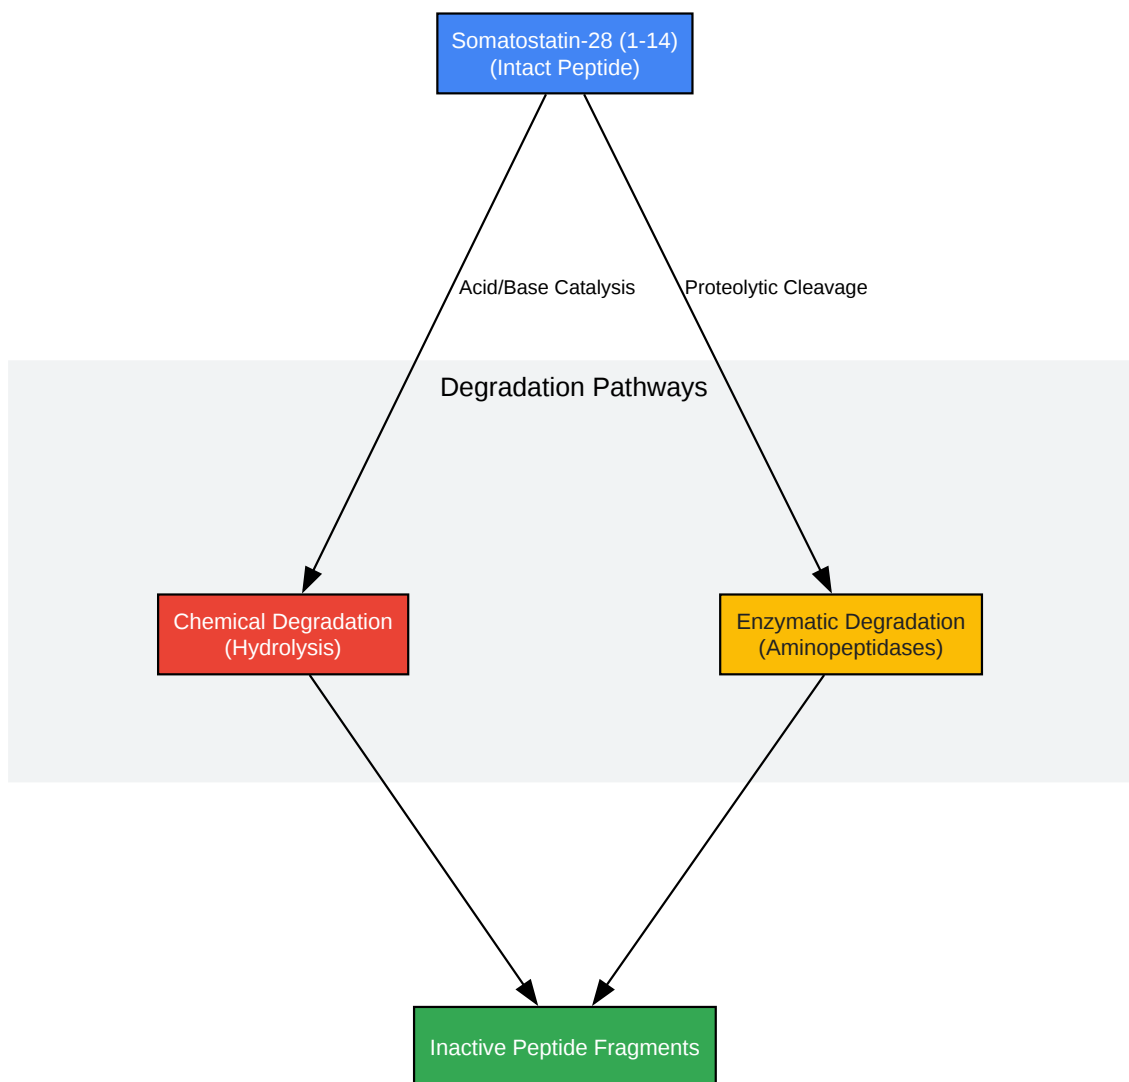 Somatostatin-28 (1-14)
(Intact Peptide)
Acid/Base Catalysis
Proteolytic Cleavage
Degradation Pathways
Chemical Degradation
(Hydrolysis)
Enzymatic Degradation
(Aminopeptidases)
Inactive Peptide Fragments